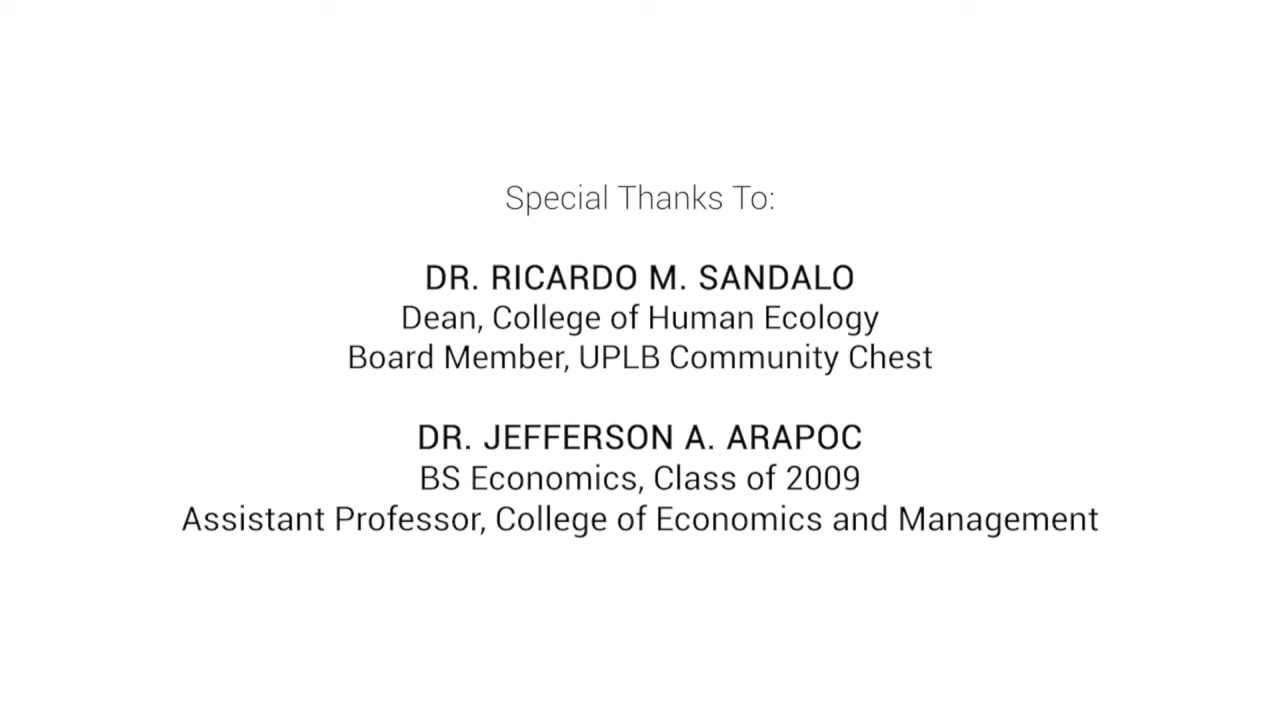 Special Thanks To:
DR. RICARDO M. SANDALO
Dean, College of Human Ecology
Board Member, UPLB Community Chest
DR. JEFFERSON A. ARAPOC
BS Economics, Class of 2009
Assistant Professor, College of Economics and Management